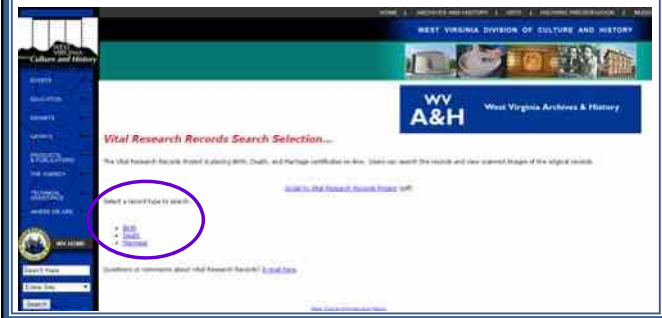 HOME | ARCHIVES AND HISTORY | ARTS | HISTORIC PRESERVATION |
WEST VIRGINIA DIVISION OF CULTURE AND HISTORY
WEST VIRGINIA
Culture and History
EVENTS
EDUCATION
EXHIBITS
GRANTS
PRODUCTS & PUBLICATIONS
THE AGENCY
TECHNICAL ASSISTANCE
WHERE WE ARE
WV HOME
Search Here
Entire Site
Search
WV A&H
West Virginia Archives & History
Vital Research Records Search Selection...
The Vital Research Records Project is placing Birth, Death, and Marriage certificates on line. Users can search the records and view scanned images of the original records.
Guide to Vital Research Records Project (pdf)
Select a record type to search:
Birth
Death
Marriage
Questions or comments about Vital Research Records? E-mail here.